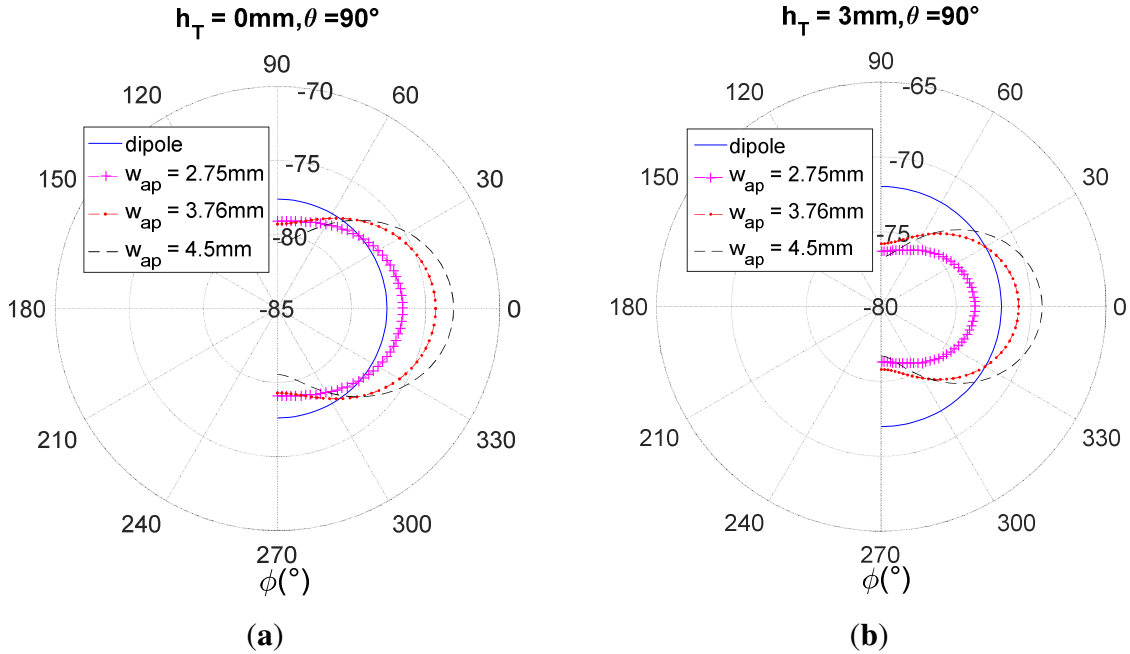 h_T = 0mm,θ =90°
90
-70
120
60
dipole
w_ap = 2.75mm
w_ap = 3.76mm
w_ap = 4.5mm
-75
150
30
-80
180
-85
0
210
330
240
300
270
ϕ(°)
(a)
h_T = 3mm,θ =90°
90
-65
120
60
dipole
w_ap = 2.75mm
w_ap = 3.76mm
w_ap = 4.5mm
-70
150
30
-75
180
-80
0
210
330
240
300
270
ϕ(°)
(b)